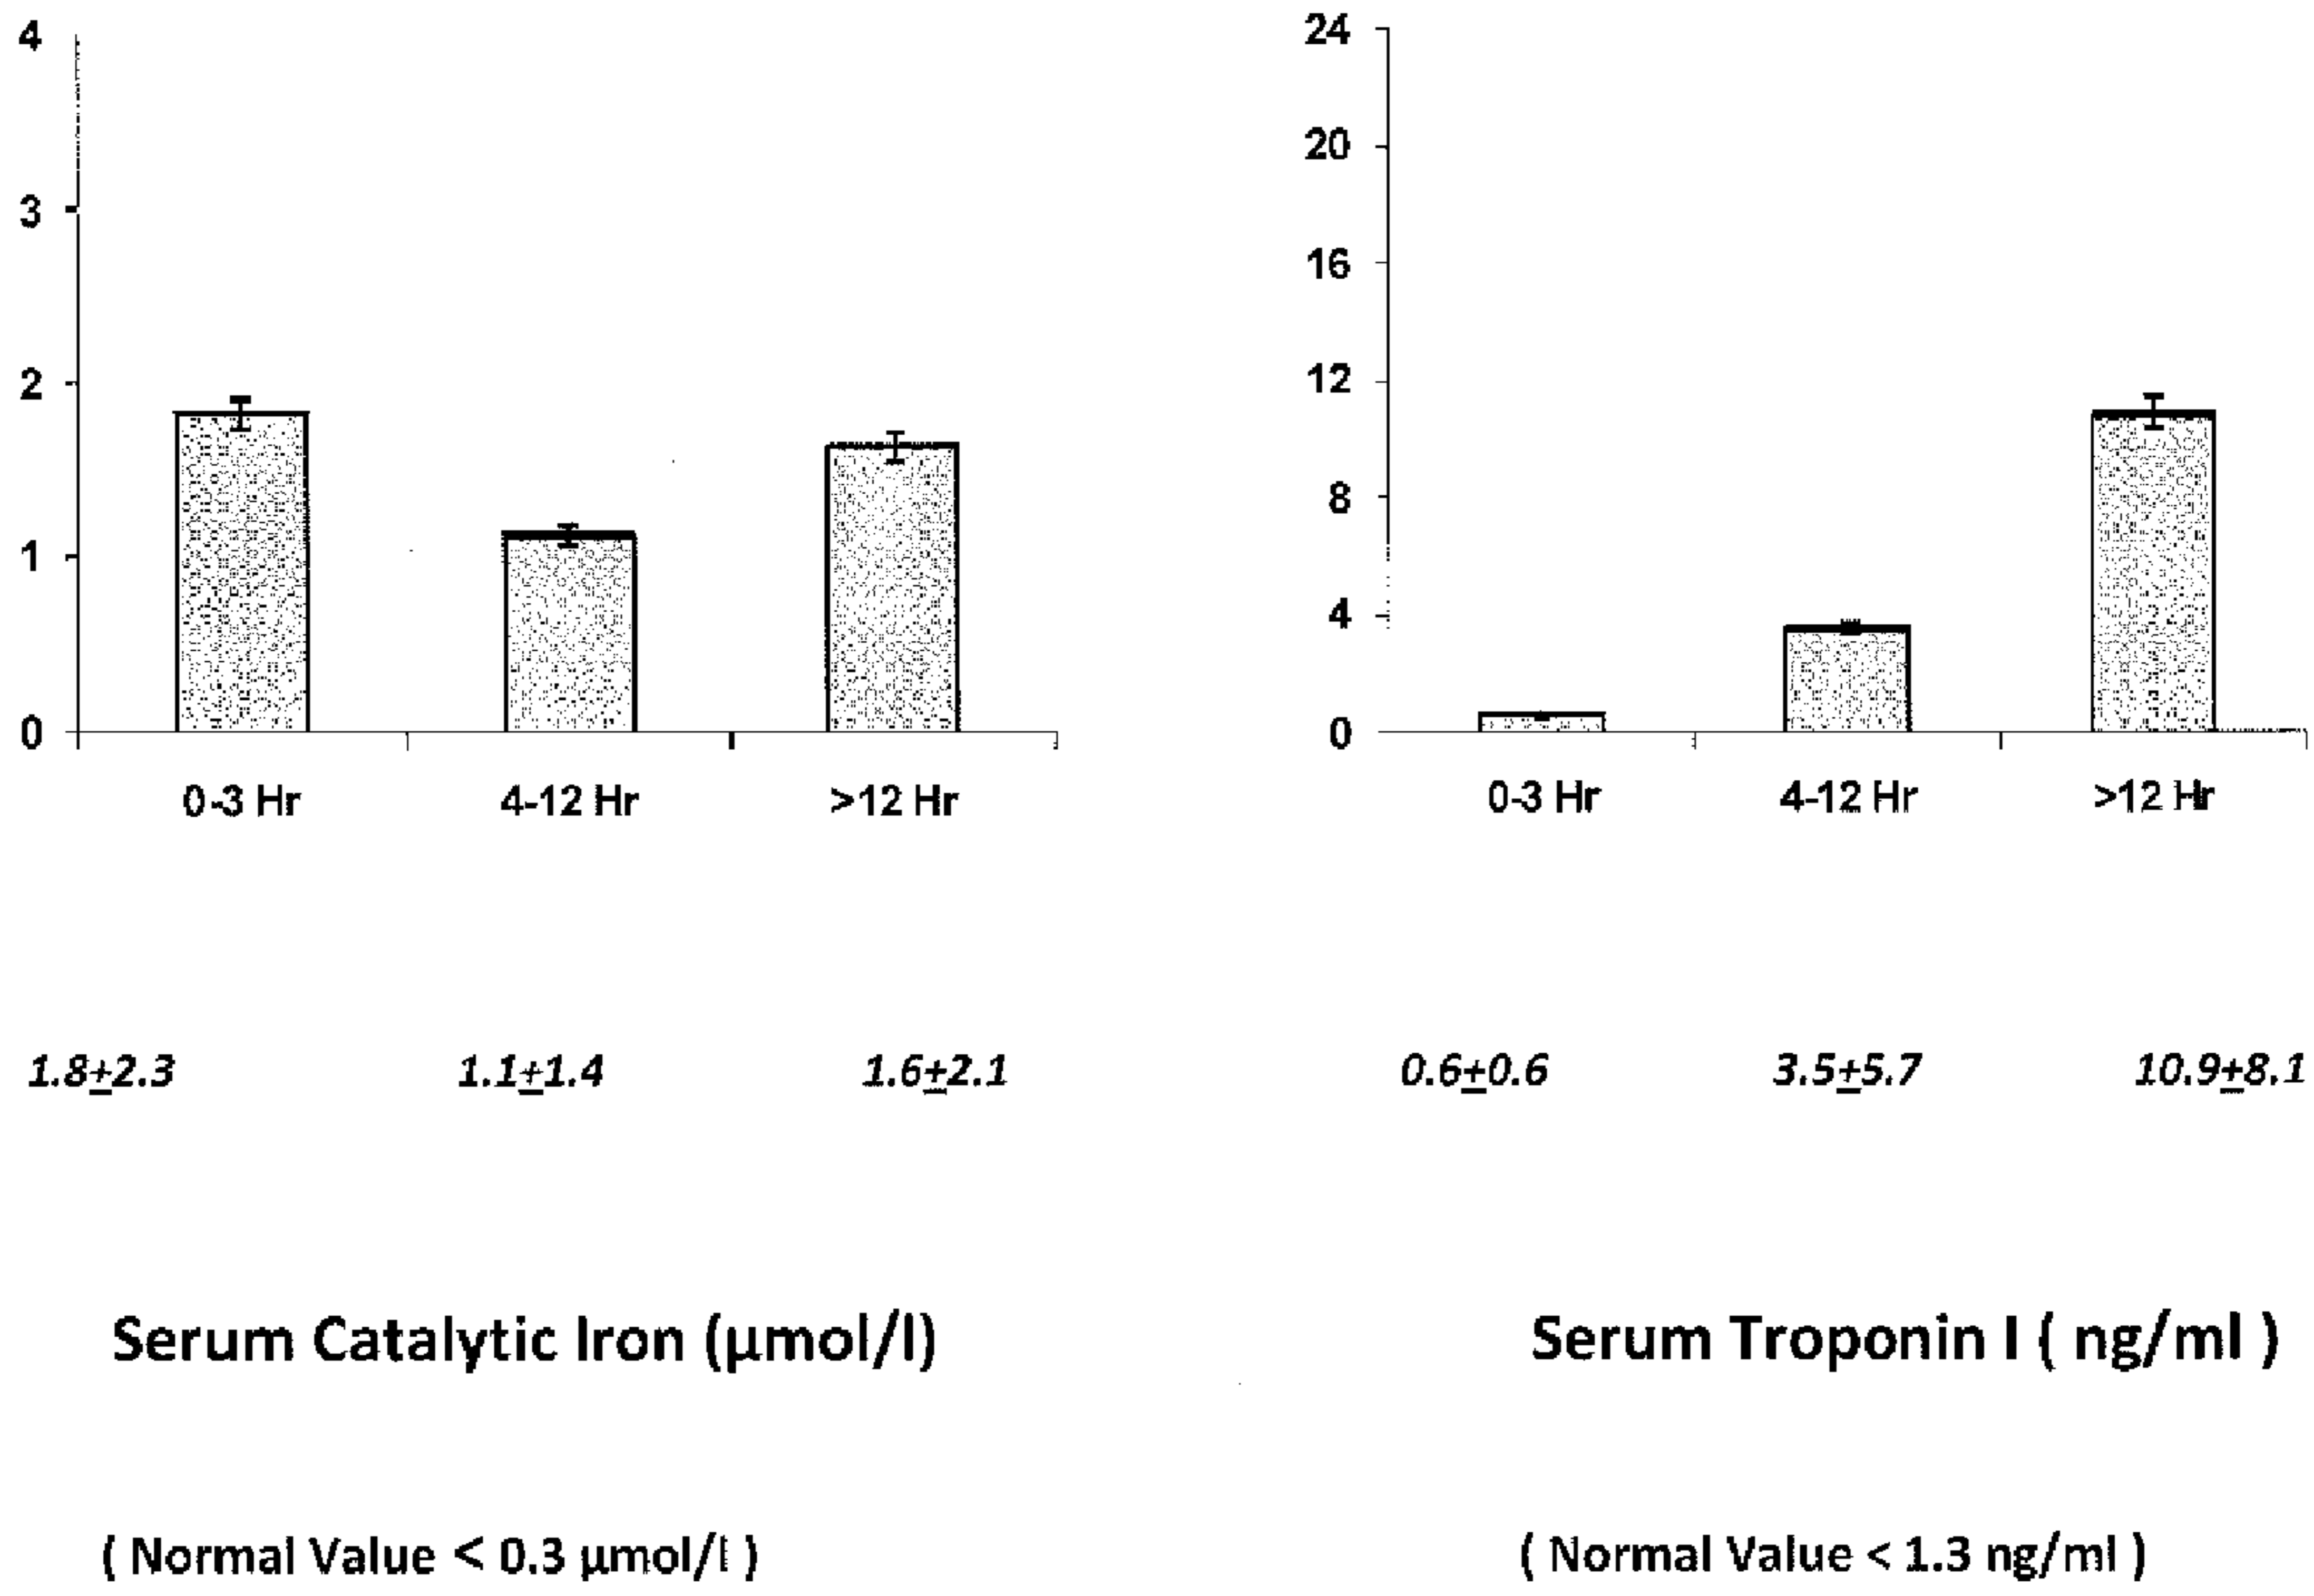 4
3
2
1
0
0-3 Hr 4-12 Hr >12 Hr
1.8±2.3 1.1±1.4 1.6±2.1
Serum Catalytic Iron (µmol/l)
( Normal Value < 0.3 µmol/l )
24
20
16
12
8
4
0
0-3 Hr 4-12 Hr >12 Hr
0.6±0.6 3.5±5.7 10.9±8.1
Serum Troponin I ( ng/ml )
( Normal Value < 1.3 ng/ml )